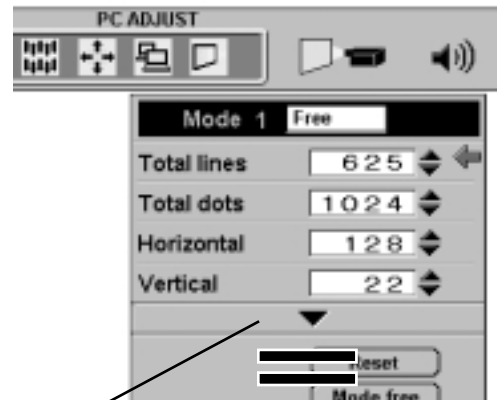 PC ADJUST
Mode 1 Free
Total lines 625
Total dots 1024
Horizontal 128
Vertical 22
Reset
Mode free